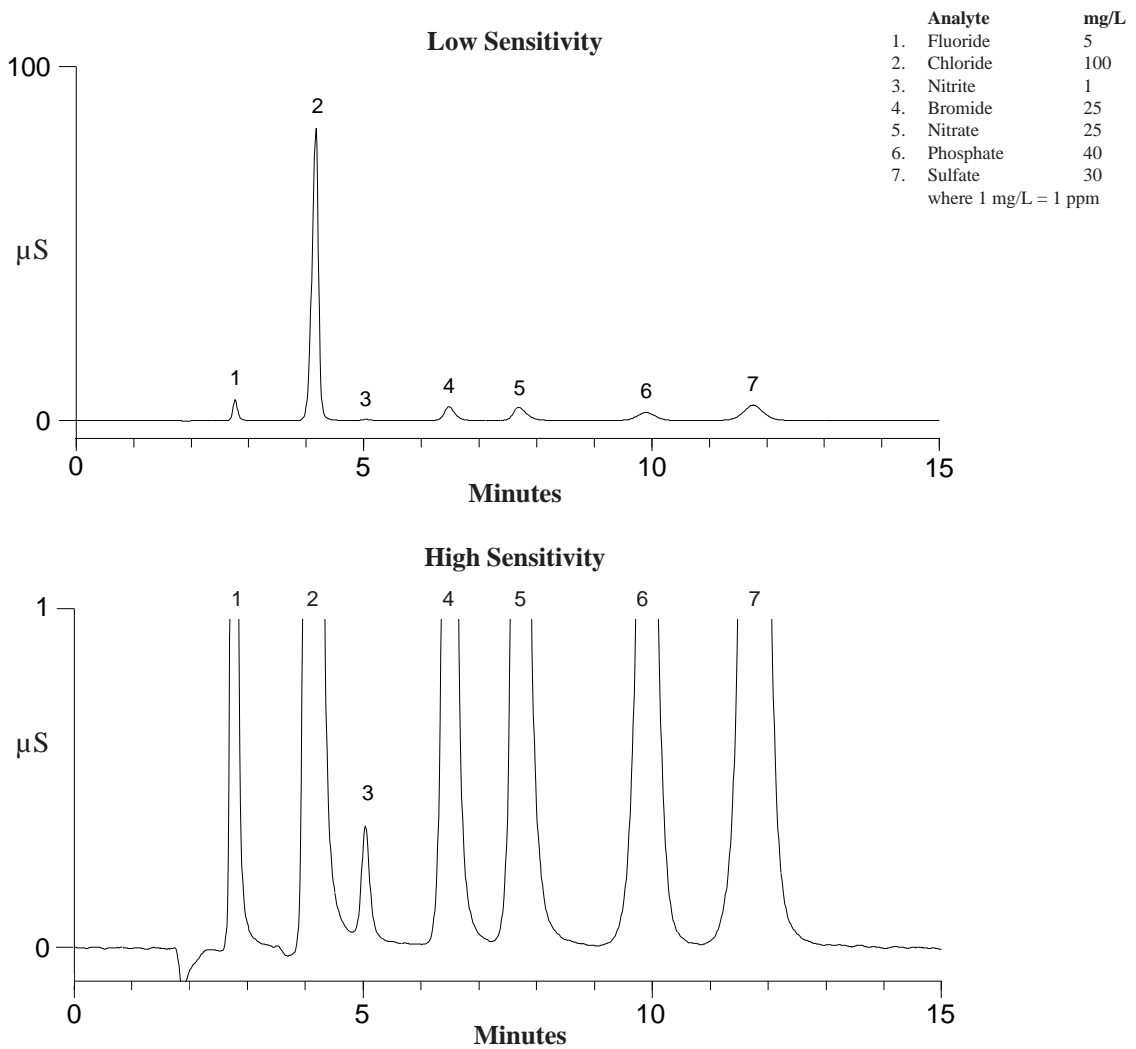 Low Sensitivity
Analyte mg/L
1. Fluoride 5
2. Chloride 100
3. Nitrite 1
4. Bromide 25
5. Nitrate 25
6. Phosphate 40
7. Sulfate 30
where 1 mg/L = 1 ppm
100
2
µS
1
3
4
5
6
7
0
0 5 10 15
Minutes
High Sensitivity
1
1 2 4 5 6 7
µS
3
0
0 5 10 15
Minutes